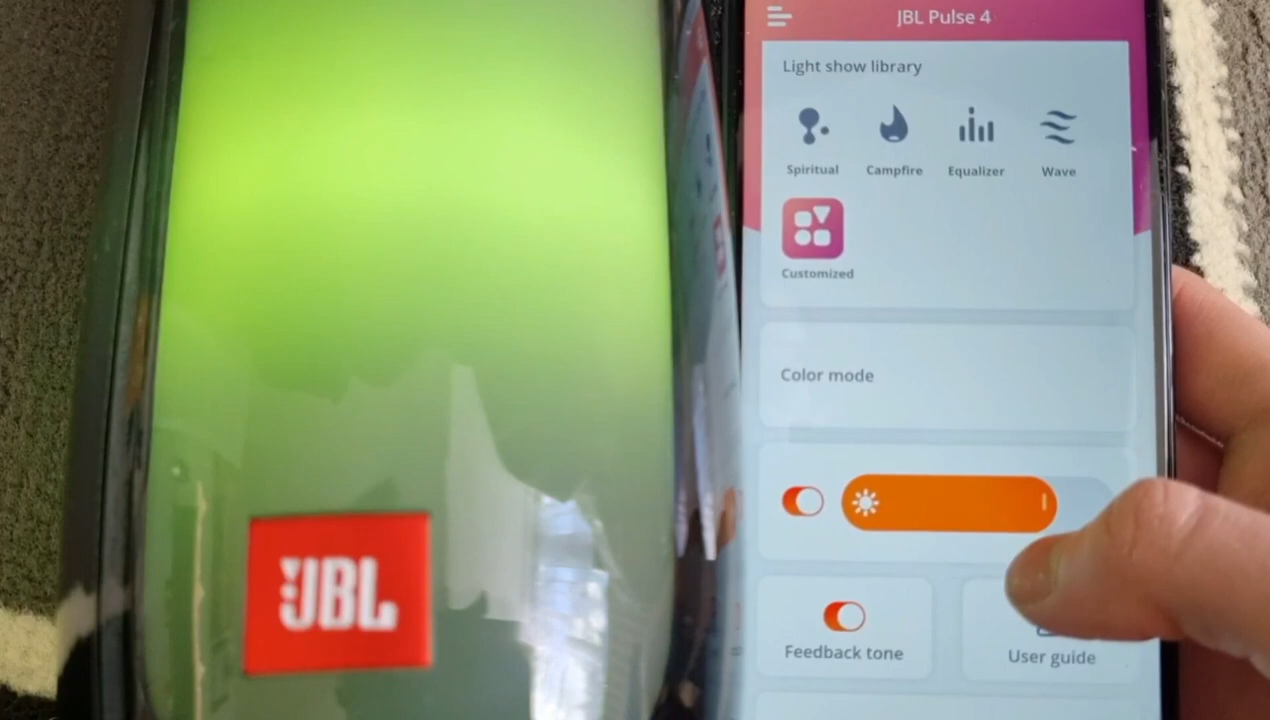 JBL Pulse 4
Light show library
Spiritual
Campfire
Equalizer
Wave
Customized
Color mode
JBL
Feedback tone
User guide